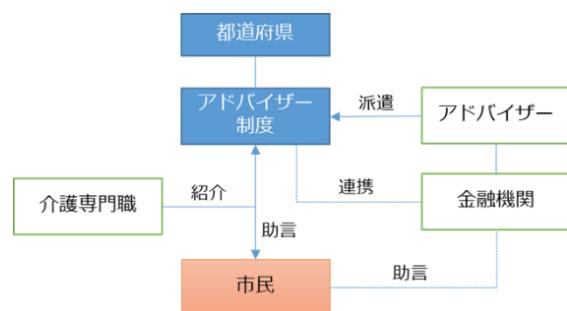 都道府県
アドバイザー
制度
派遣
アドバイザー
介護専門職
紹介
連携
金融機関
助言
市民
助言